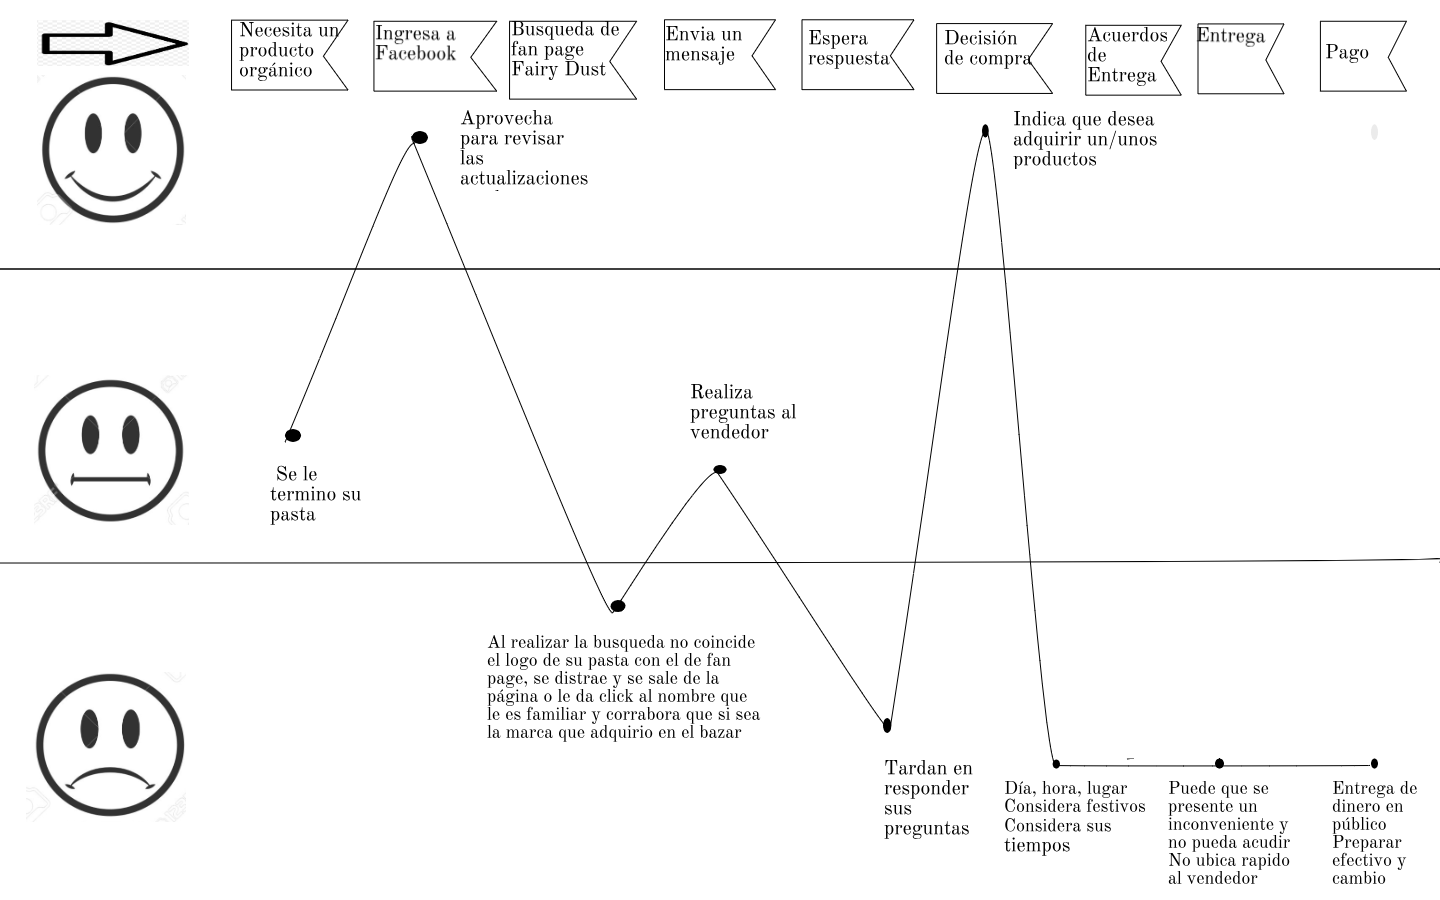 Necesita un
producto
orgánico
Ingresa a
Facebook
Busqueda de
fan page
Fairy Dust
Envia un
mensaje
Espera
respuesta
Decisión
de compra
Acuerdos
de
Entrega
Entrega
Pago
Aprovecha
para revisar
las
actualizaciones
Indica que desea
adquirir un/unos
productos
Se le
termino su
pasta
Realiza
preguntas al
vendedor
Al realizar la busqueda no coincide
el logo de su pasta con el de fan
page, se distrae y se sale de la
página o le da click al nombre que
le es familiar y corrabora que si sea
la marca que adquirio en el bazar
Tardan en
responder
sus
preguntas
Día, hora, lugar
Considera festivos
Considera sus
tiempos
Puede que se
presente un
inconveniente y
no pueda acudir
No ubica rapido
al vendedor
Entrega de
dinero en
público
Preparar
efectivo y
cambio